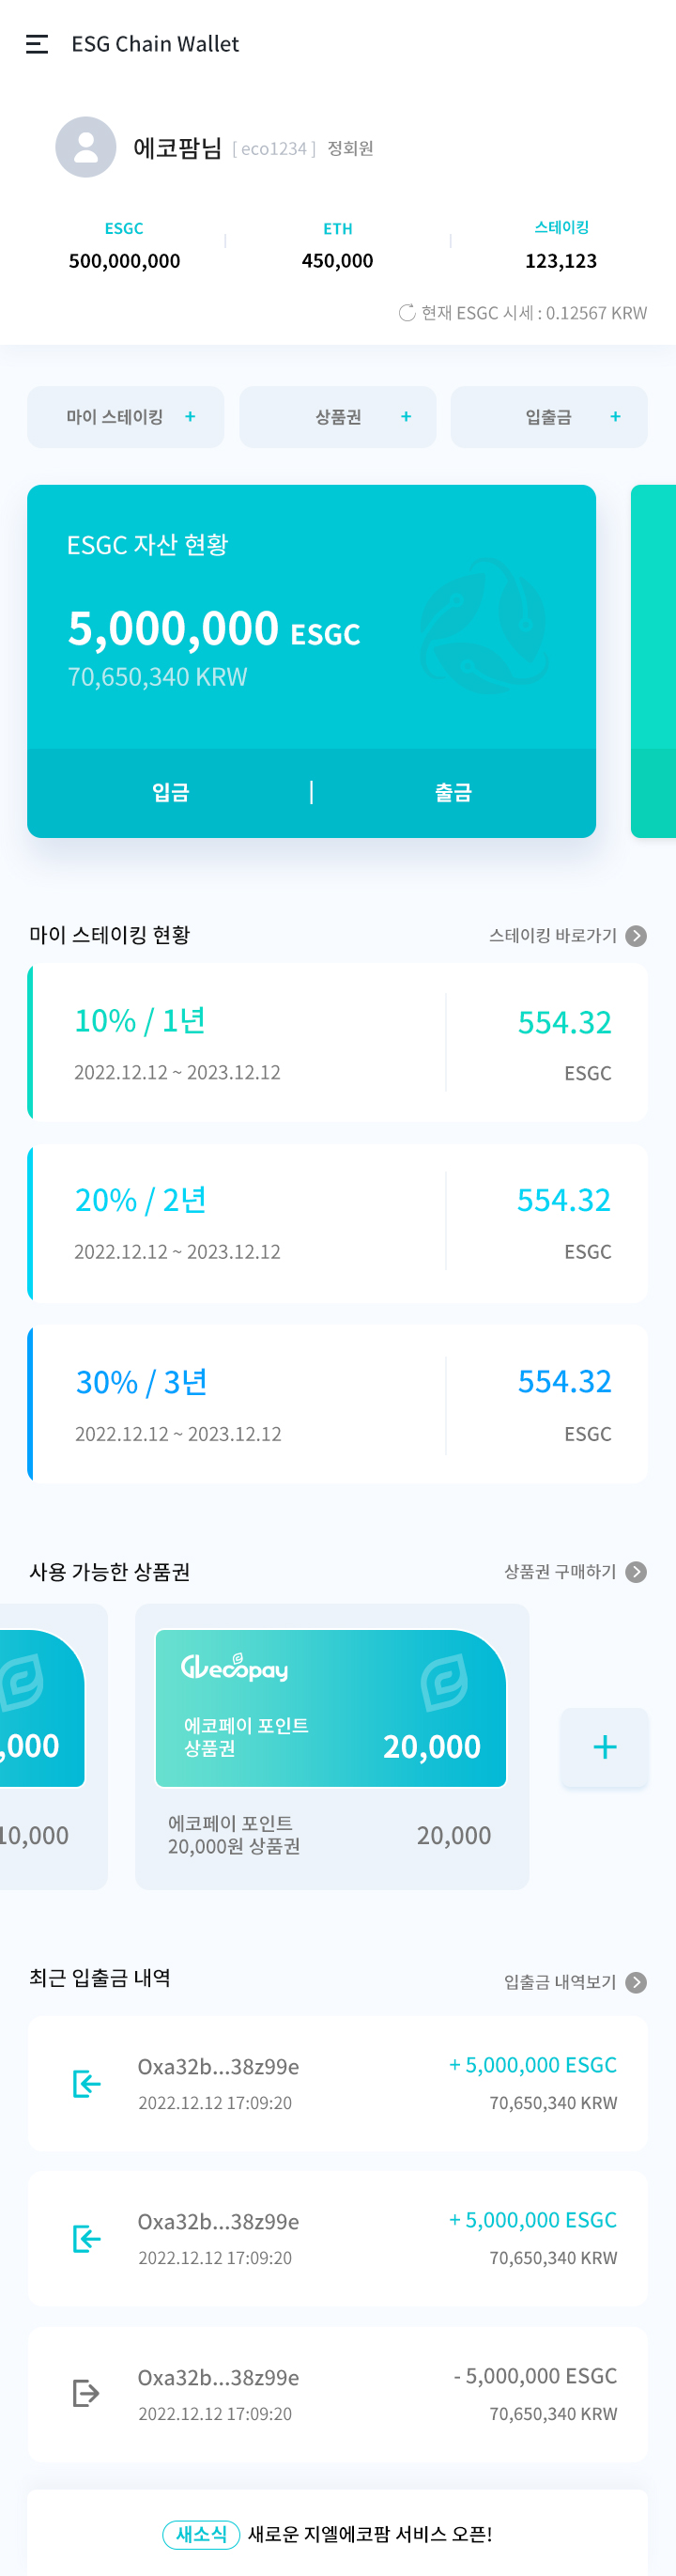 ESG Chain Wallet
에코팜님 [ eco1234 ] 정회원
ESGC ETH 스테이킹
500,000,000 450,000 123,123
현재 ESGC 시세 : 0.12567 KRW
마이 스테이킹 + 상품권 + 입출금 +
ESGC 자산 현황
5,000,000 ESGC
70,650,340 KRW
입금 | 출금
마이 스테이킹 현황 스테이킹 바로가기
10% / 1년 554.32
2022.12.12 ~ 2023.12.12 ESGC
20% / 2년 554.32
2022.12.12 ~ 2023.12.12 ESGC
30% / 3년 554.32
2022.12.12 ~ 2023.12.12 ESGC
사용 가능한 상품권 상품권 구매하기
GLecopay
에코페이 포인트
상품권
,000 20,000
+
에코페이 포인트
20,000원 상품권
10,000 20,000
최근 입출금 내역 입출금 내역보기
Oxa32b...38z99e + 5,000,000 ESGC
2022.12.12 17:09:20 70,650,340 KRW
Oxa32b...38z99e + 5,000,000 ESGC
2022.12.12 17:09:20 70,650,340 KRW
Oxa32b...38z99e - 5,000,000 ESGC
2022.12.12 17:09:20 70,650,340 KRW
새소식 새로운 지엘에코팜 서비스 오픈!